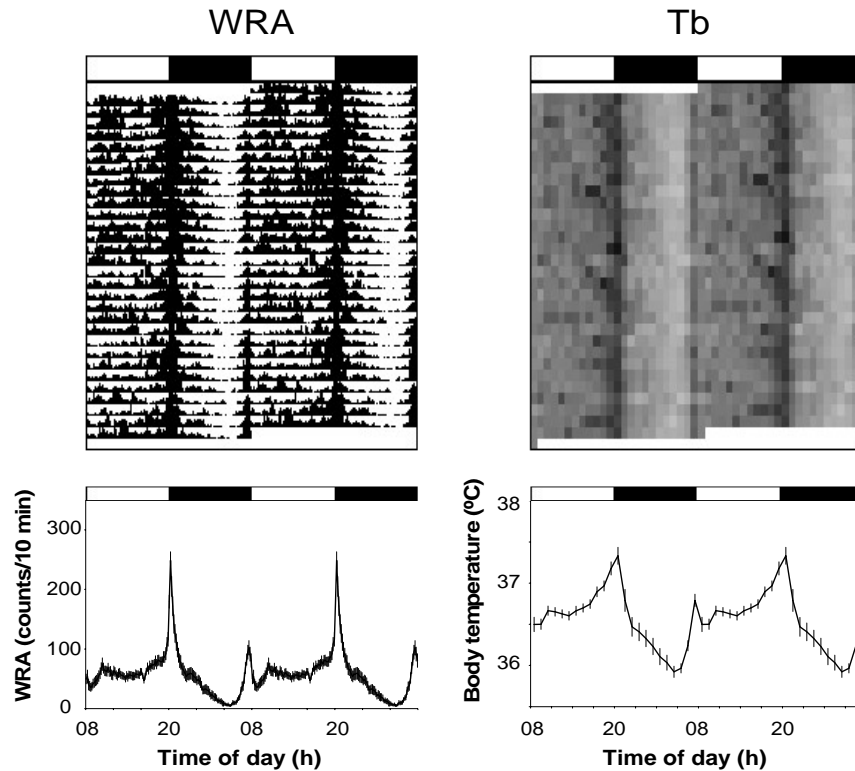 WRA
Tb
WRA (counts/10 min)
300
200
100
0
08 20 08 20
Time of day (h)
Body temperature (ºC)
38
37
36
08 20 08 20
Time of day (h)